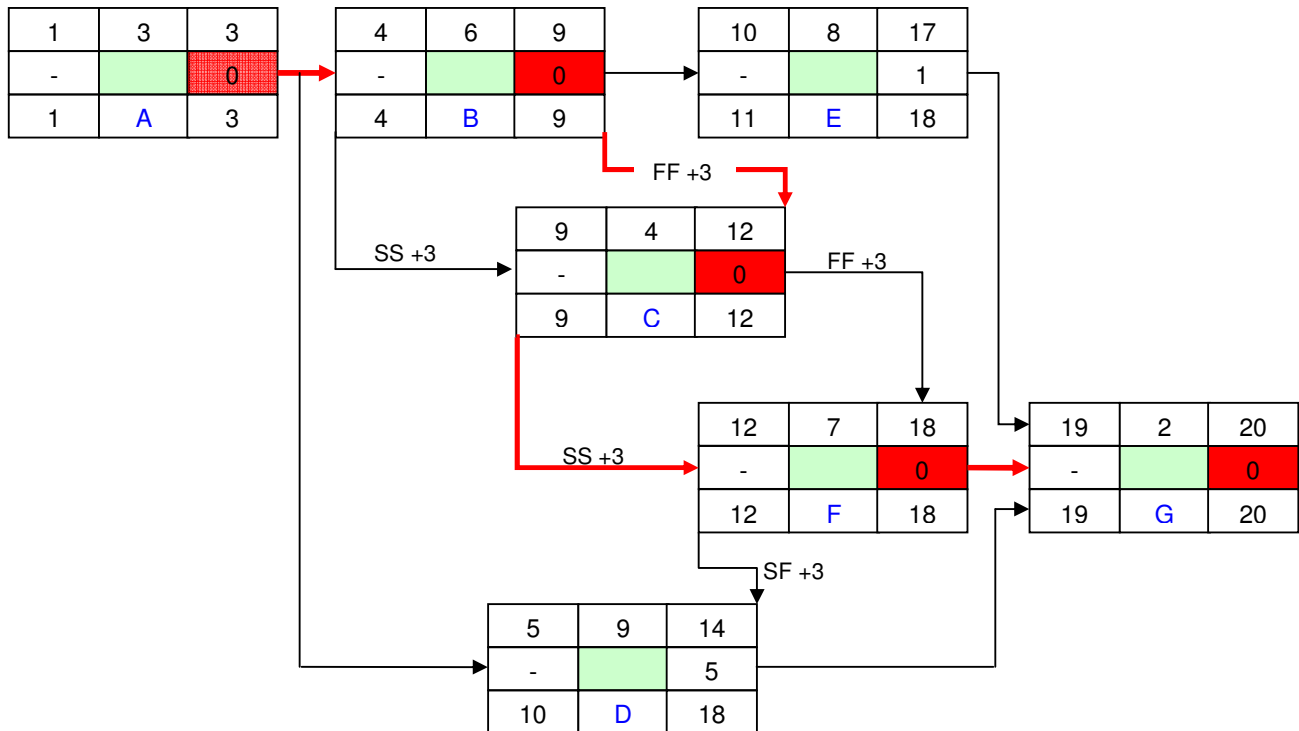 1 3 3 4 6 9 10 8 17
- 0 - 0 - 1
1 A 3 4 B 9 11 E 18
FF +3
9 4 12
SS +3 - 0 FF +3
9 C 12
12 7 18 19 2 20
SS +3 - 0 - 0
12 F 18 19 G 20
SF +3
5 9 14
- 5
10 D 18